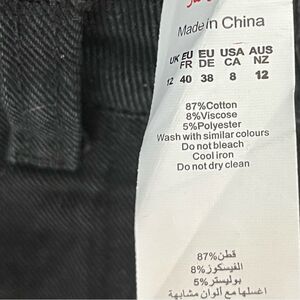 Made in China
UK EU EU USA AUS
FR DE CA NZ
12 40 38 8 12
87%Cotton
8%Viscose
5%Polyester
Wash with similar colours
Do not bleach
Cool iron
Do not dry clean
قطن 87%
الفيسكوز 8%
بوليستر 5%
اغسلها مع ألوان مشابهة